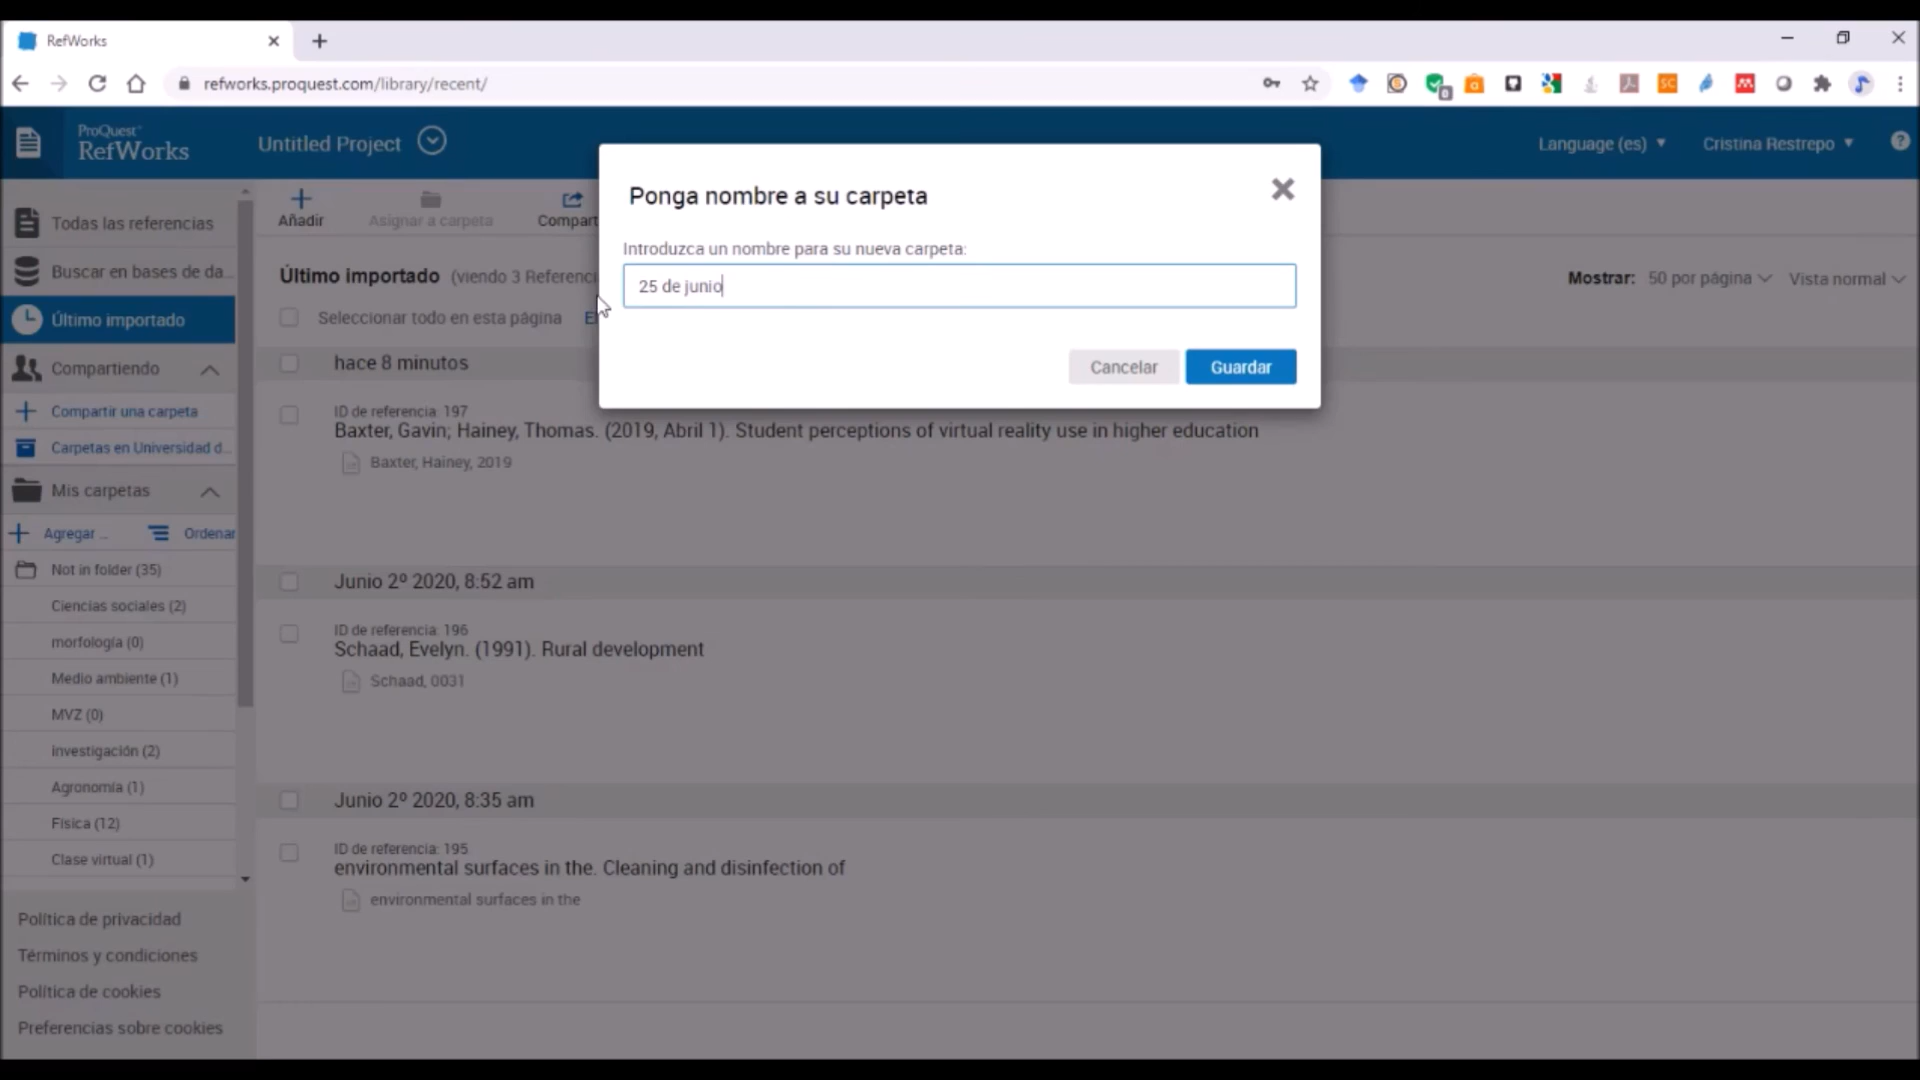 RefWorks
refworks.proquest.com/library/recent/
ProQuest®
RefWorks
Untitled Project
Language (es)
Cristina Restrepo
Todas las referencias
Buscar en bases de da...
Último importado
Compartiendo
Compartir una carpeta
Carpetas en Universidad d...
Mis carpetas
Agregar ...
Ordenar
Not in folder (35)
Ciencias sociales (2)
morfología (0)
Medio ambiente (1)
MVZ (0)
investigación (2)
Agronomía (1)
Física (12)
Clase virtual (1)
Política de privacidad
Términos y condiciones
Política de cookies
Preferencias sobre cookies
Añadir
Asignar a carpeta
Compart
Ponga nombre a su carpeta
Introduzca un nombre para su nueva carpeta:
25 de junio
Cancelar
Guardar
Último importado (viendo 3 Referenci
Mostrar: 50 por página
Vista normal
Seleccionar todo en esta página
hace 8 minutos
ID de referencia: 197
Baxter, Gavin; Hainey, Thomas. (2019, Abril 1). Student perceptions of virtual reality use in higher education
Baxter, Hainey, 2019
Junio 2º 2020, 8:52 am
ID de referencia: 196
Schaad, Evelyn. (1991). Rural development
Schaad, 0031
Junio 2º 2020, 8:35 am
ID de referencia: 195
environmental surfaces in the. Cleaning and disinfection of
environmental surfaces in the